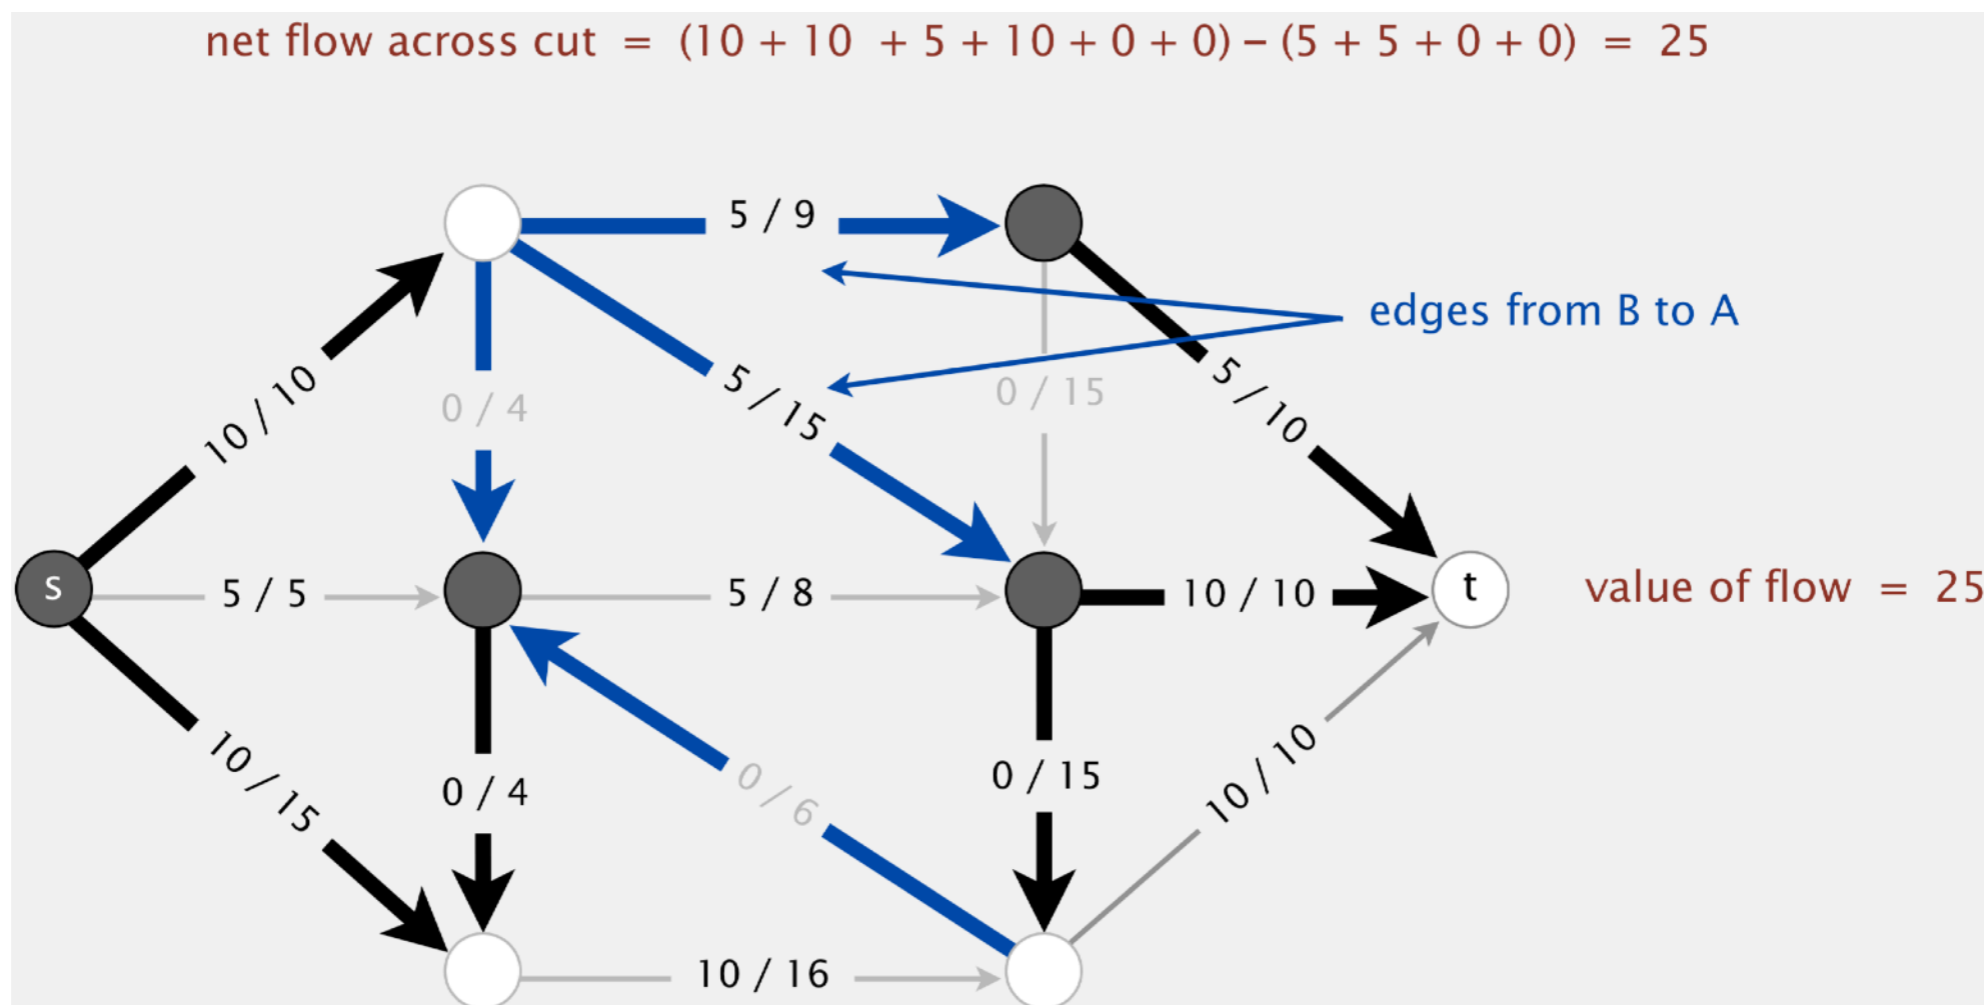 net flow across cut = (10 + 10 + 5 + 10 + 0 + 0) – (5 + 5 + 0 + 0) = 25
5 / 9
edges from B to A
10 / 10
0 / 4
5 / 15
0 / 15
5 / 10
s
5 / 5
5 / 8
10 / 10
t
value of flow = 25
10 / 15
0 / 4
0 / 6
0 / 15
10 / 10
10 / 16